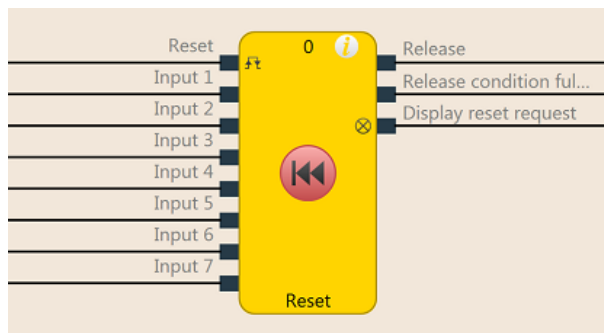 Reset
Input 1
Input 2
Input 3
Input 4
Input 5
Input 6
Input 7
0
i
Reset
Release
Release condition ful...
Display reset request